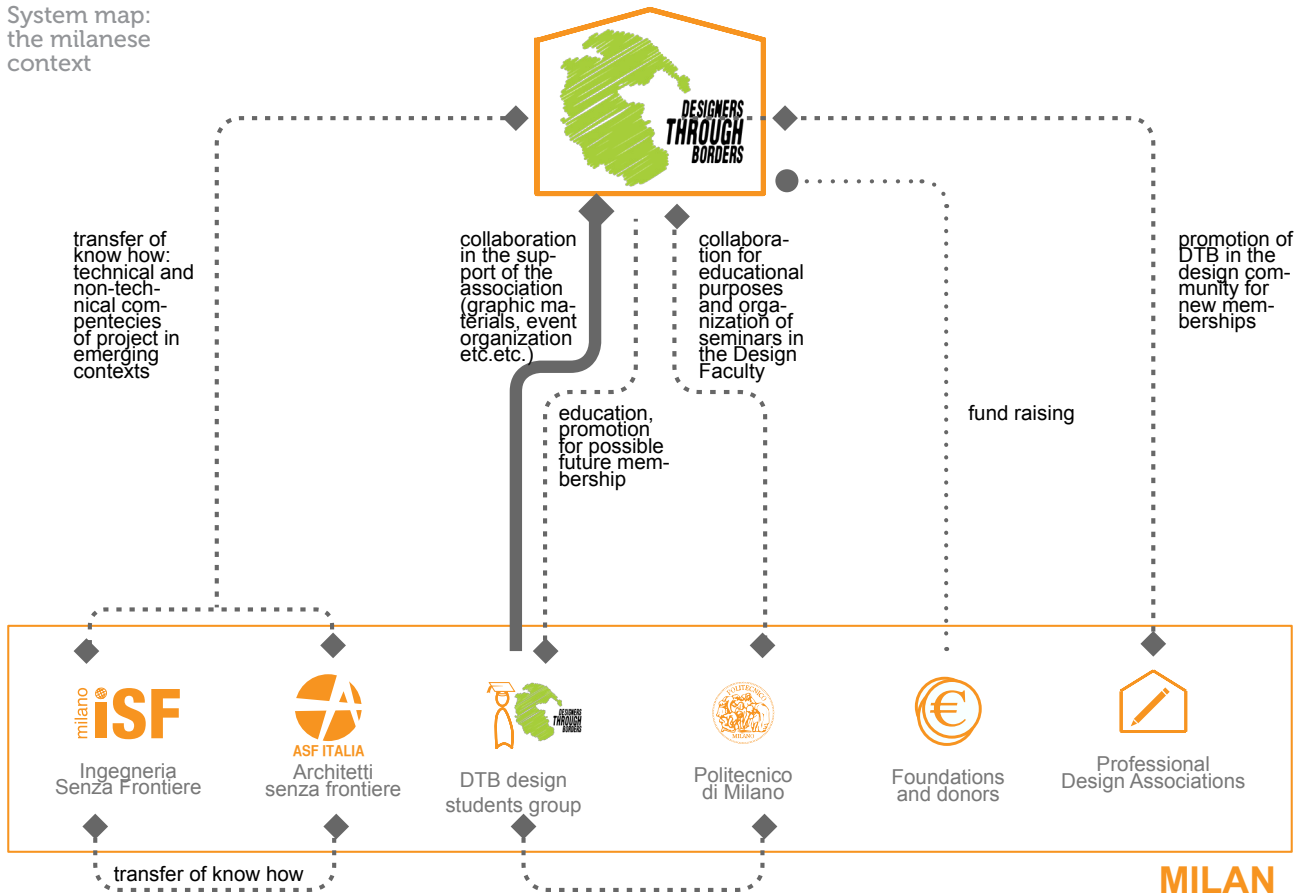 System map:
the milanese
context
DESIGNERS
THROUGH
BORDERS
transfer of
know how:
technical and
non-tech-
nical com-
pentecies
of project in
emerging
contexts
collaboration
in the sup-
port of the
association
(graphic ma-
terials, event
organization
etc.etc.)
collabora-
tion for
educational
purposes
and orga-
nization of
seminars in
the Design
Faculty
promotion of
DTB in the
design com-
munity for
new mem-
berships
education,
promotion
for possible
future mem-
bership
fund raising
milano
iSF
Ingegneria
Senza Frontiere
ASF ITALIA
Architetti
senza frontiere
DESIGNERS
THROUGH
BORDERS
DTB design
students group
POLITECNICO
MILANO
Politecnico
di Milano
€
Foundations
and donors
Professional
Design Associations
transfer of know how
MILAN